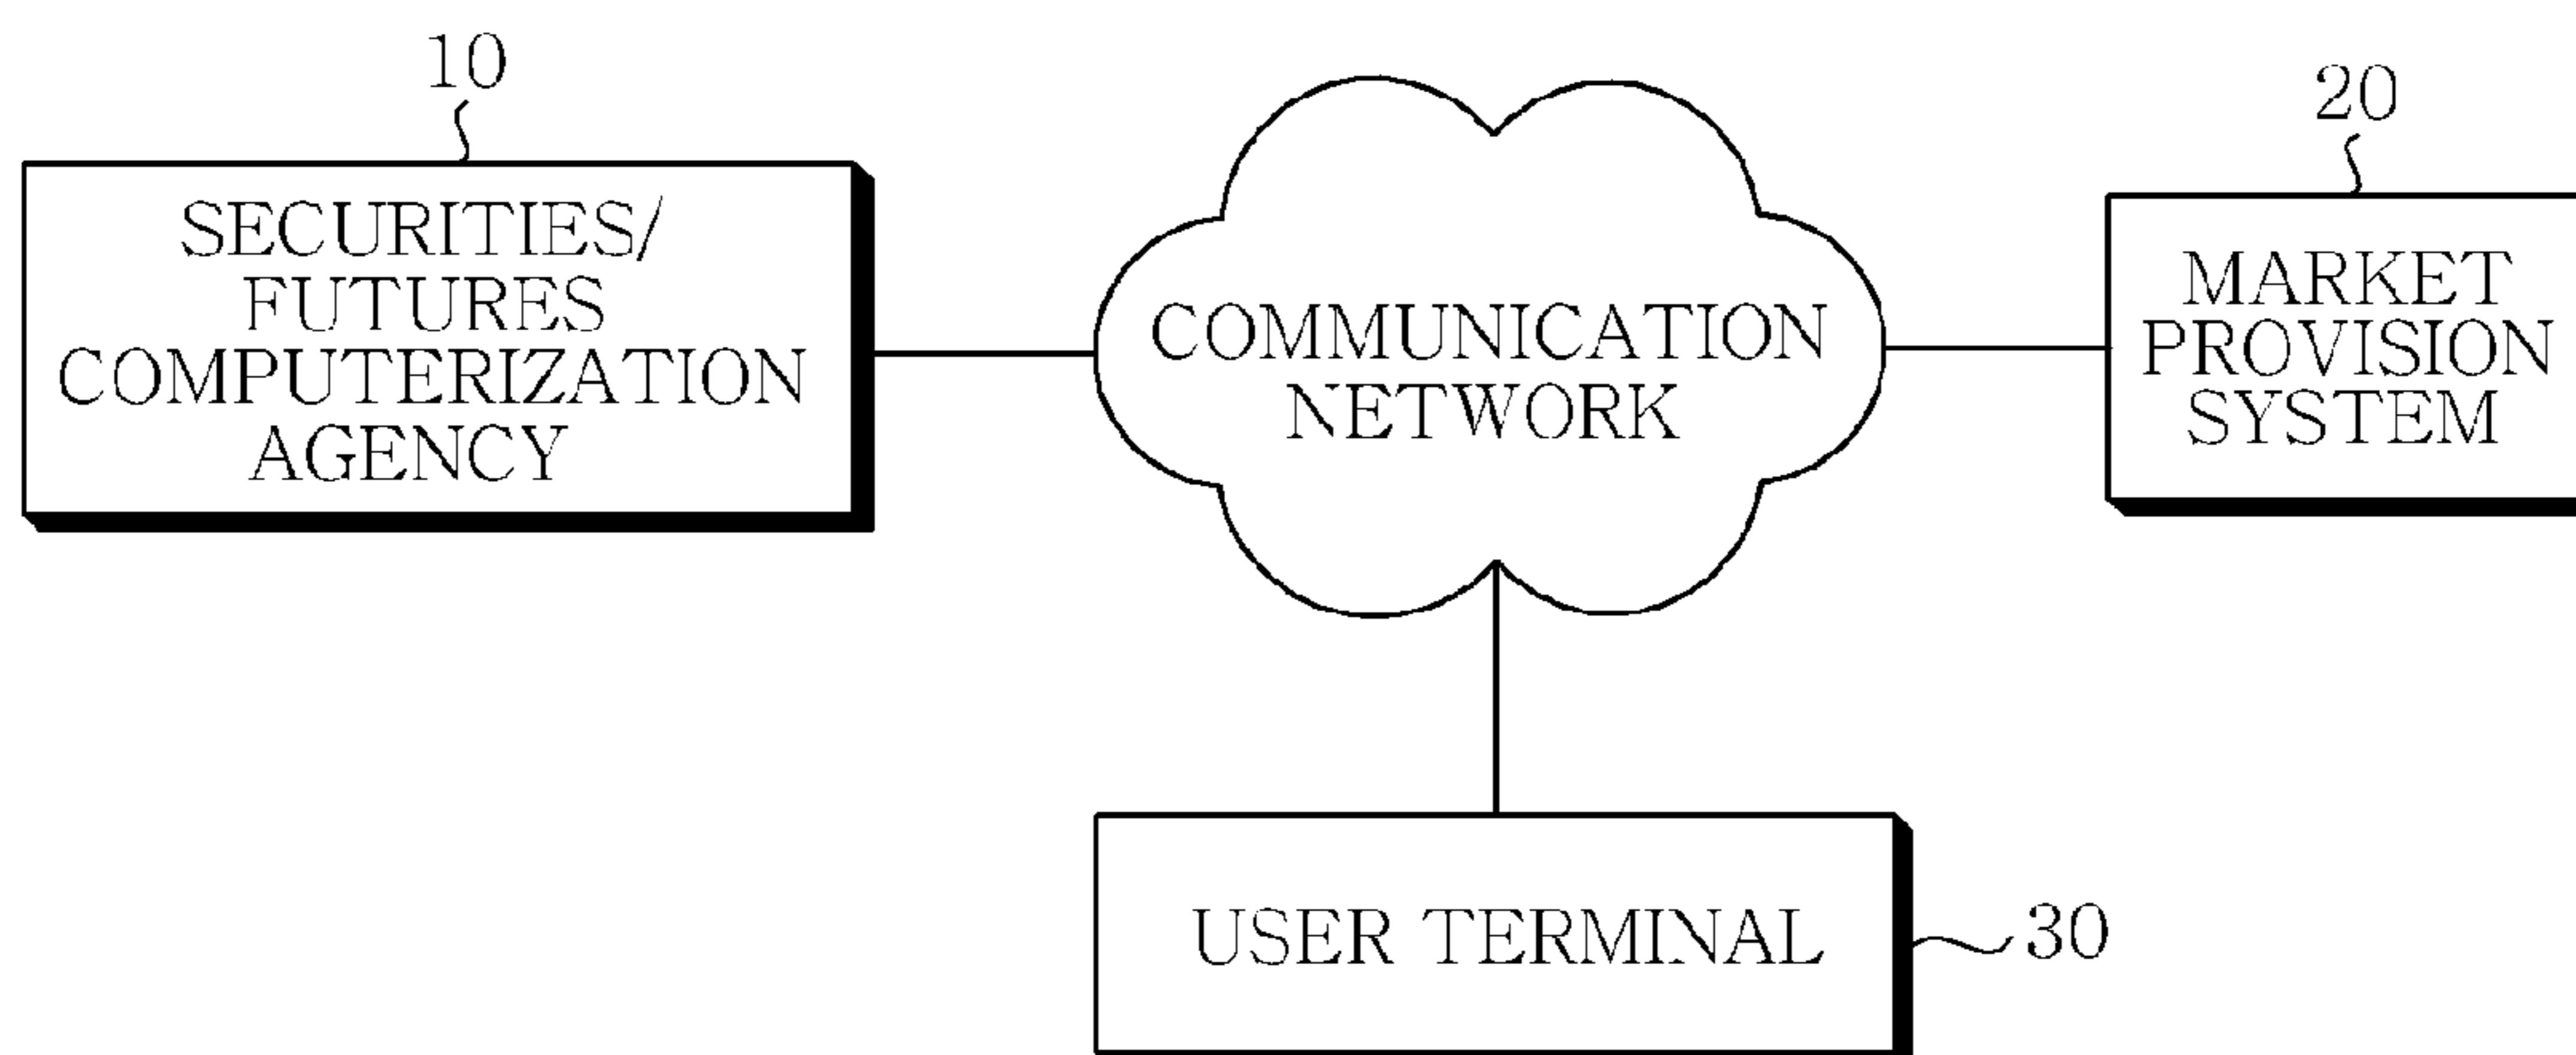 10
SECURITIES/
FUTURES
COMPUTERIZATION
AGENCY
COMMUNICATION
NETWORK
20
MARKET
PROVISION
SYSTEM
USER TERMINAL
30